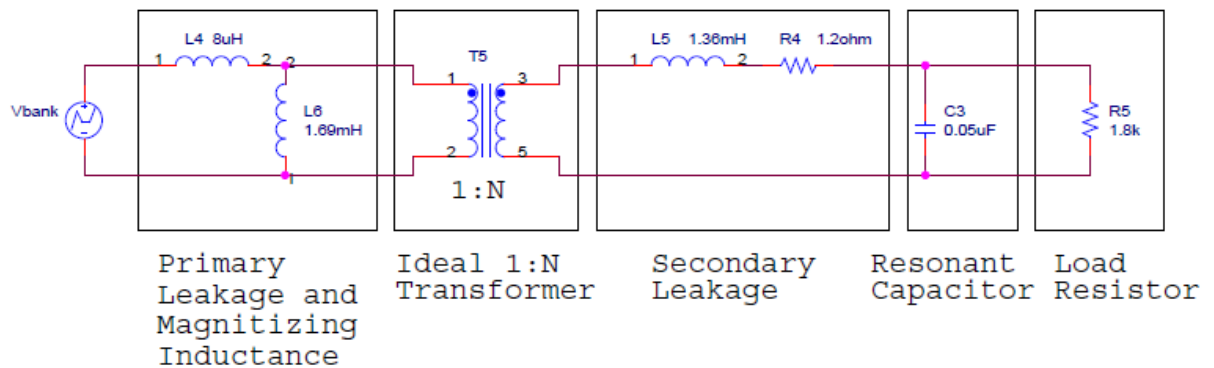 L4 8uH
1 2 2
Vbank
L6
1.69mH
1
T5
1 3
2 5
1:N
L5 1.36mH R4 1.2ohm
1 2
C3
0.05uF
R5
1.8k
Primary
Leakage and
Magnitizing
Inductance
Ideal 1:N
Transformer
Secondary
Leakage
Resonant
Capacitor
Load
Resistor